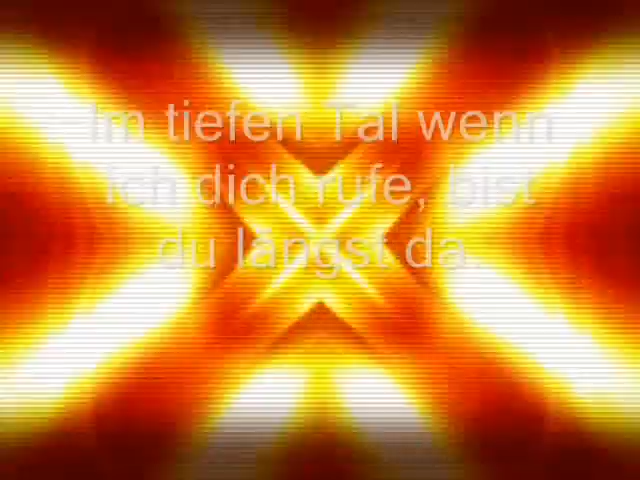 Im tiefen Tal wenn
ich dich rufe, bist
du längst da.